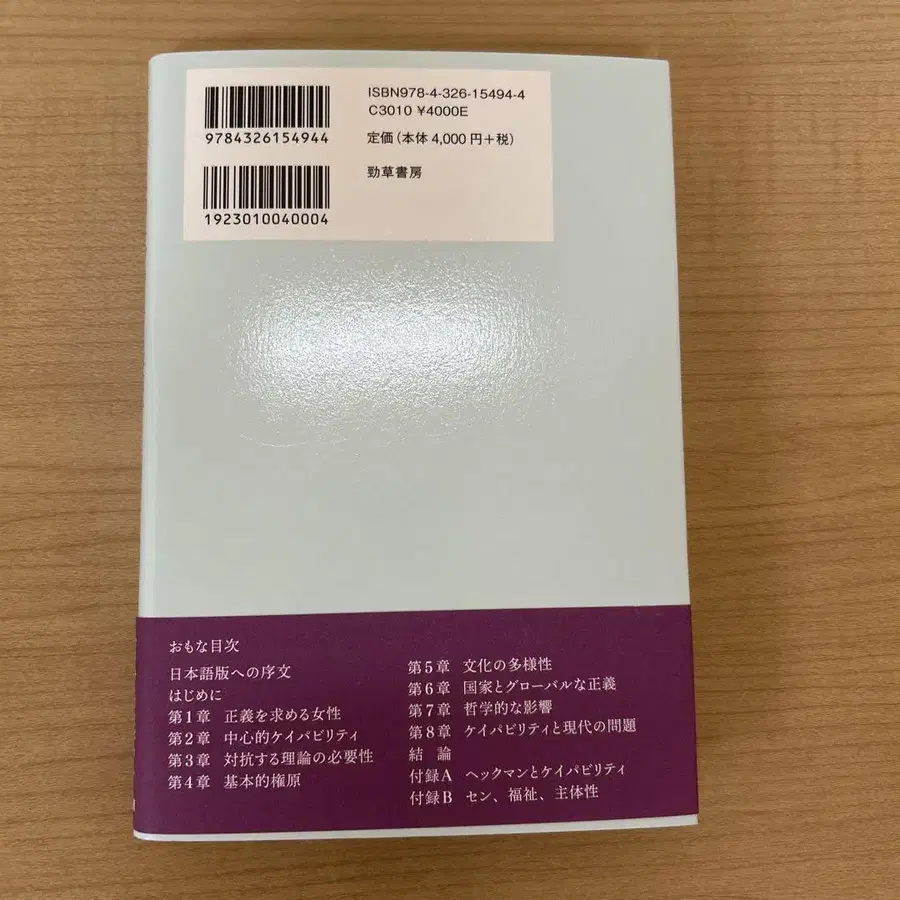 ISBN978-4-326-15494-4
C3010 ¥4000E
9784326154944
定価(本体4,000円+税)
勁草書房
1923010040004
おもな目次
日本語版への序文
はじめに
第1章 正義を求める女性
第2章 中心的ケイパビリティ
第3章 対抗する理論の必要性
第4章 基本的権原
第5章 文化の多様性
第6章 国家とグローバルな正義
第7章 哲学的な影響
第8章 ケイパビリティと現代の問題
結 論
付録A ヘックマンとケイパビリティ
付録B セン、福祉、主体性